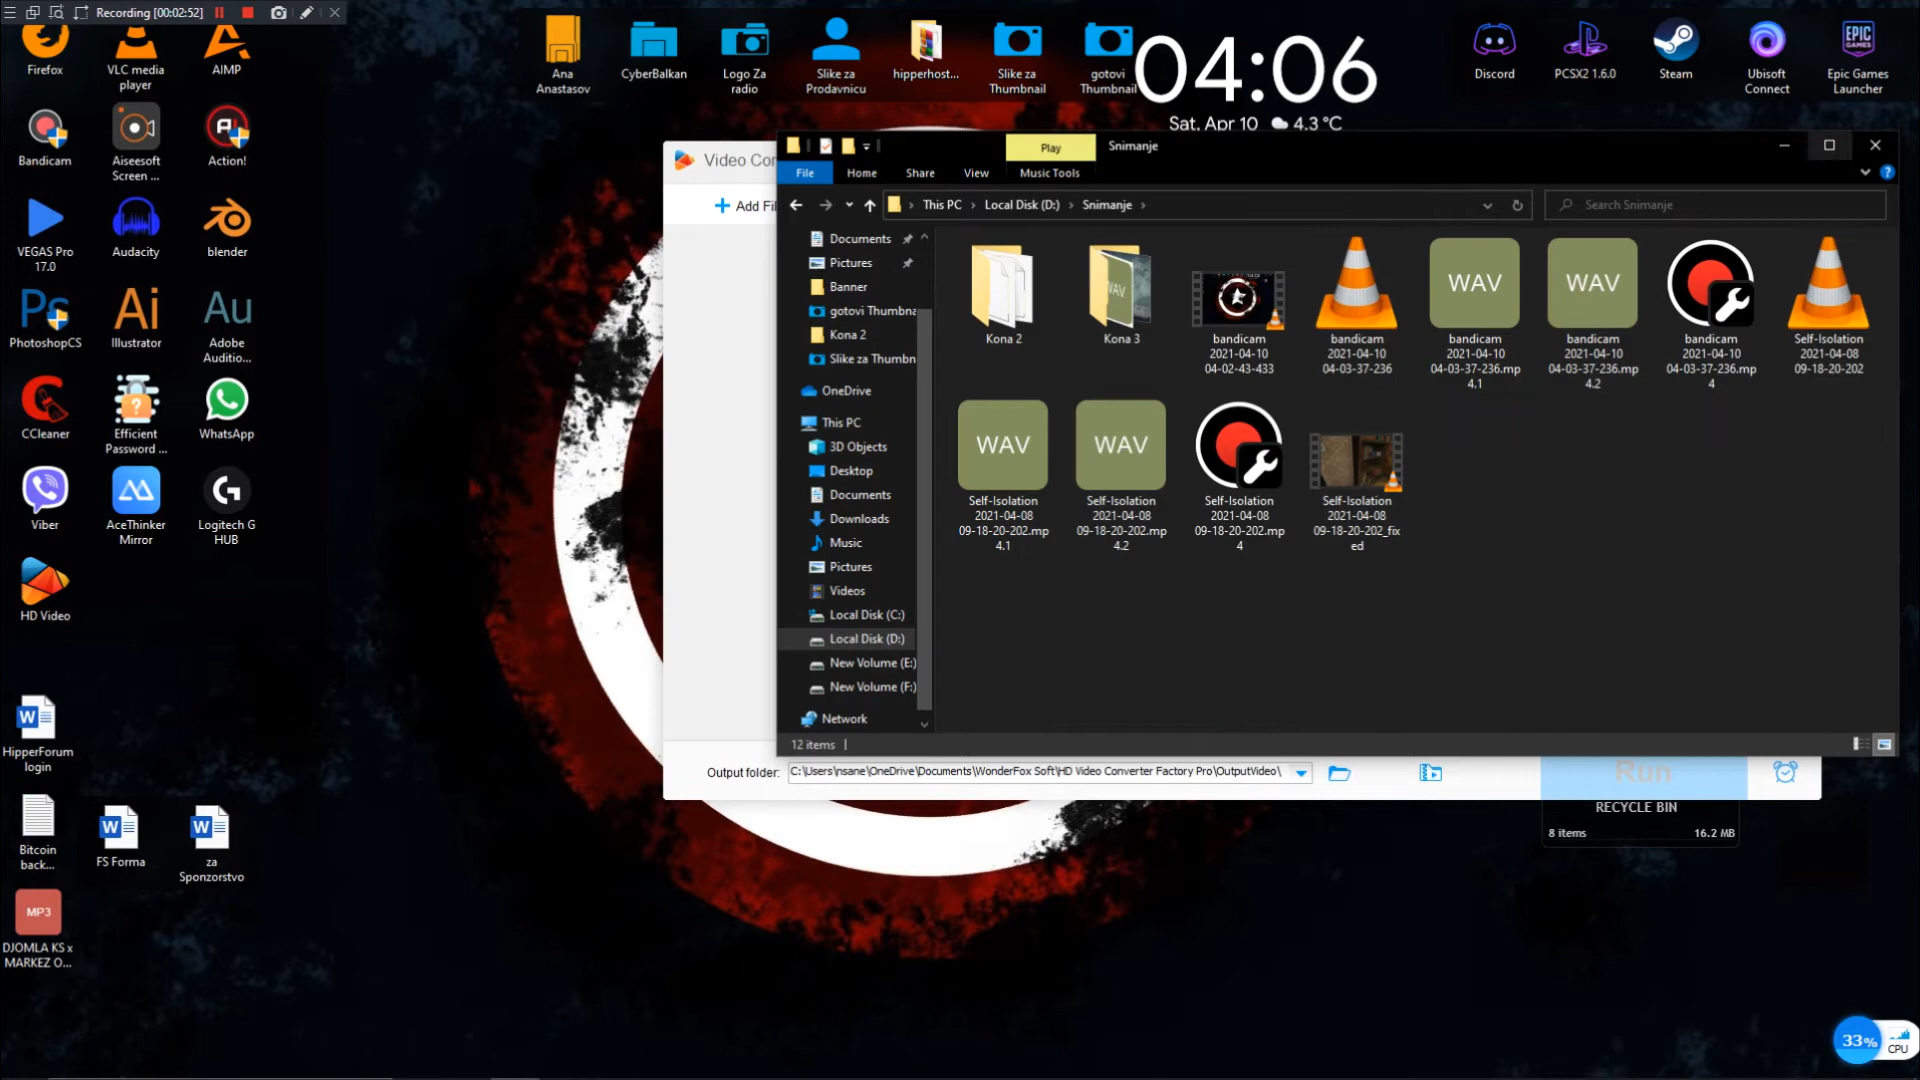 Recording [00:02:52]
Firefox
VLC media
player
AIMP
Bandicam
Aiseesoft
Screen ...
Action!
VEGAS Pro
17.0
Audacity
blender
PhotoshopCS
Illustrator
Adobe
Auditio...
CCleaner
Efficient
Password ...
WhatsApp
Viber
AceThinker
Mirror
Logitech G
HUB
HD Video
HipperForum
login
Bitcoin
back...
FS Forma
za
Sponzorstvo
MP3
DJOMLA KS x
MARKEZ O...
Ana
Anastasov
CyberBalkan
Logo Za
radio
Slike za
Prodavnicu
hipperhost...
Slike za
Thumbnail
gotovi
Thumbnail
04:06
Sat, Apr 10 4.3 °C
Discord
PCSX2 1.6.0
Steam
Ubisoft
Connect
EPIC
GAMES
Epic Games
Launcher
Video Con
Add Fil
Play
Snimanje
File
Home
Share
View
Music Tools
This PC
Local Disk (D:)
Snimanje
Search Snimanje
Documents
Pictures
Banner
gotovi Thumbna
Kona 2
Slike za Thumbn
OneDrive
This PC
3D Objects
Desktop
Documents
Downloads
Music
Pictures
Videos
Local Disk (C:)
Local Disk (D:)
New Volume (E:)
New Volume (F:)
Network
Kona 2
WAV
Kona 3
bandicam
2021-04-10
04-02-43-433
bandicam
2021-04-10
04-03-37-236
WAV
bandicam
2021-04-10
04-03-37-236.mp
4.1
WAV
bandicam
2021-04-10
04-03-37-236.mp
4.2
bandicam
2021-04-10
04-03-37-236.mp
4
Self-Isolation
2021-04-08
09-18-20-202
WAV
Self-Isolation
2021-04-08
09-18-20-202.mp
4.1
WAV
Self-Isolation
2021-04-08
09-18-20-202.mp
4.2
Self-Isolation
2021-04-08
09-18-20-202.mp
4
Self-Isolation
2021-04-08
09-18-20-202_fix
ed
12 items
Output folder:
C:\Users\nsane\OneDrive\Documents\WonderFox Soft\HD Video Converter Factory Pro\OutputVideo\
Run
RECYCLE BIN
8 items
16.2 MB
33%
CPU